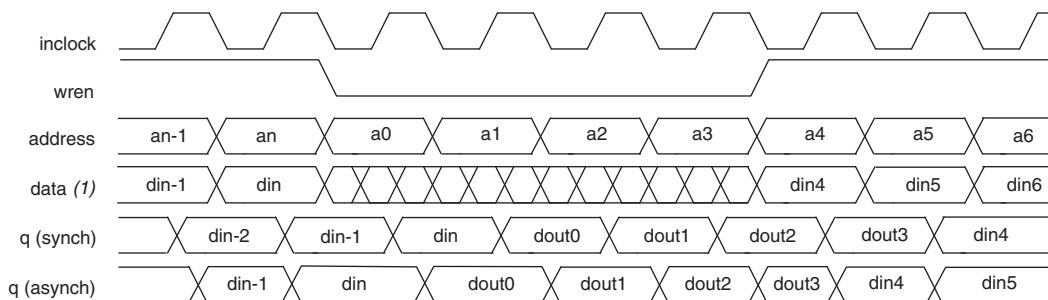 inclock
wren
address an-1 an a0 a1 a2 a3 a4 a5 a6
data (1) din-1 din din4 din5 din6
q (synch) din-2 din-1 din dout0 dout1 dout2 dout3 din4
q (asynch) din-1 din dout0 dout1 dout2 dout3 din4 din5